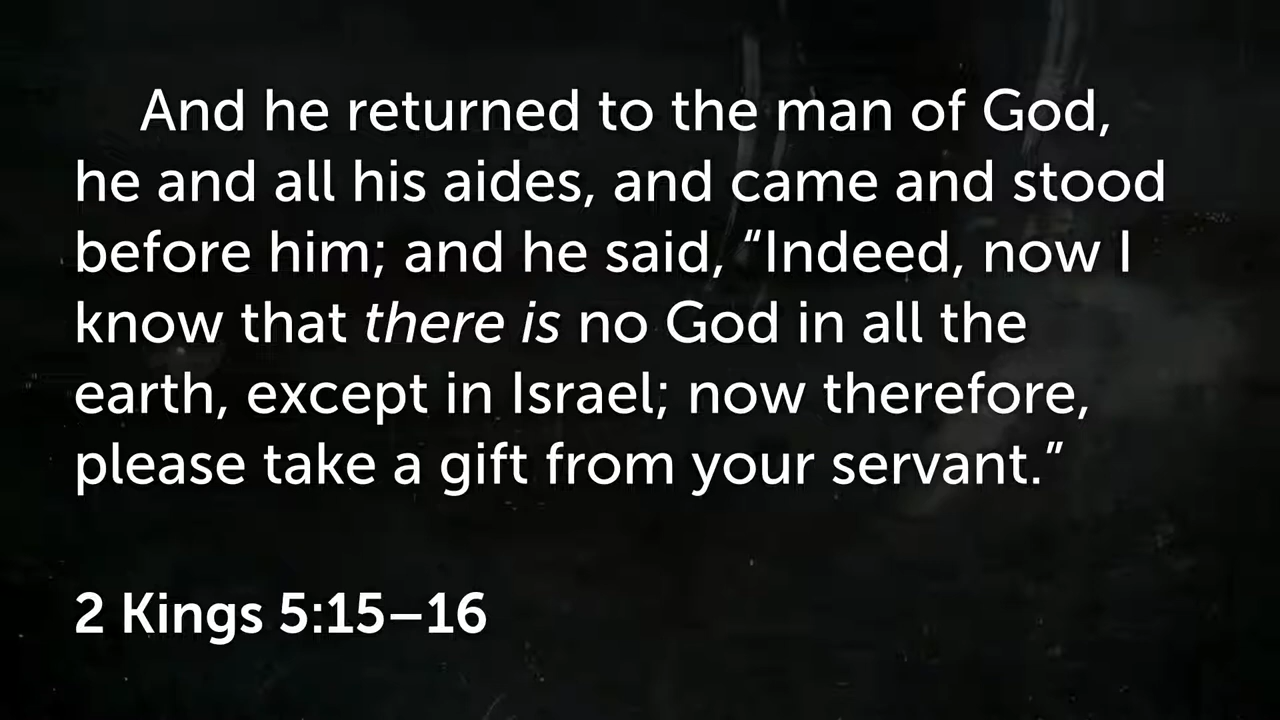 And he returned to the man of God,
he and all his aides, and came and stood
before him; and he said, “Indeed, now I
know that there is no God in all the
earth, except in Israel; now therefore,
please take a gift from your servant.”
2 Kings 5:15–16